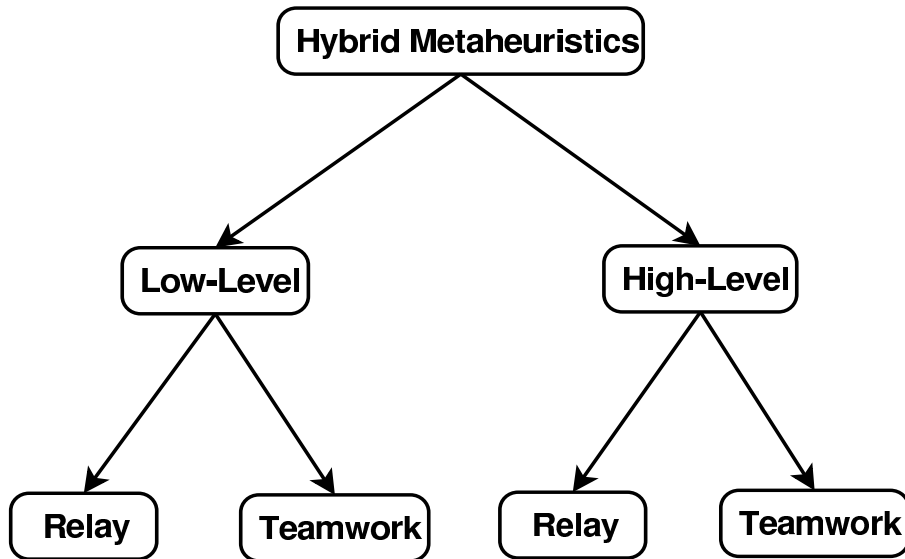 Hybrid Metaheuristics
Low-Level
High-Level
Relay
Teamwork
Relay
Teamwork